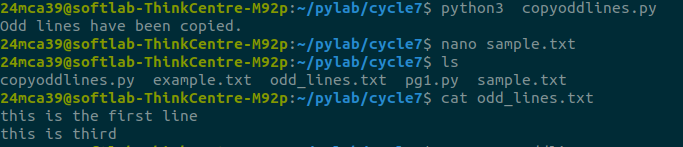 24mca39@softlab-ThinkCentre-M92p:~/pylab/cycle7$ python3  copyoddlines.py
Odd lines have been copied.
24mca39@softlab-ThinkCentre-M92p:~/pylab/cycle7$ nano sample.txt
24mca39@softlab-ThinkCentre-M92p:~/pylab/cycle7$ ls
copyoddlines.py  example.txt  odd_lines.txt  pg1.py  sample.txt
24mca39@softlab-ThinkCentre-M92p:~/pylab/cycle7$ cat odd_lines.txt
this is the first line
this is third